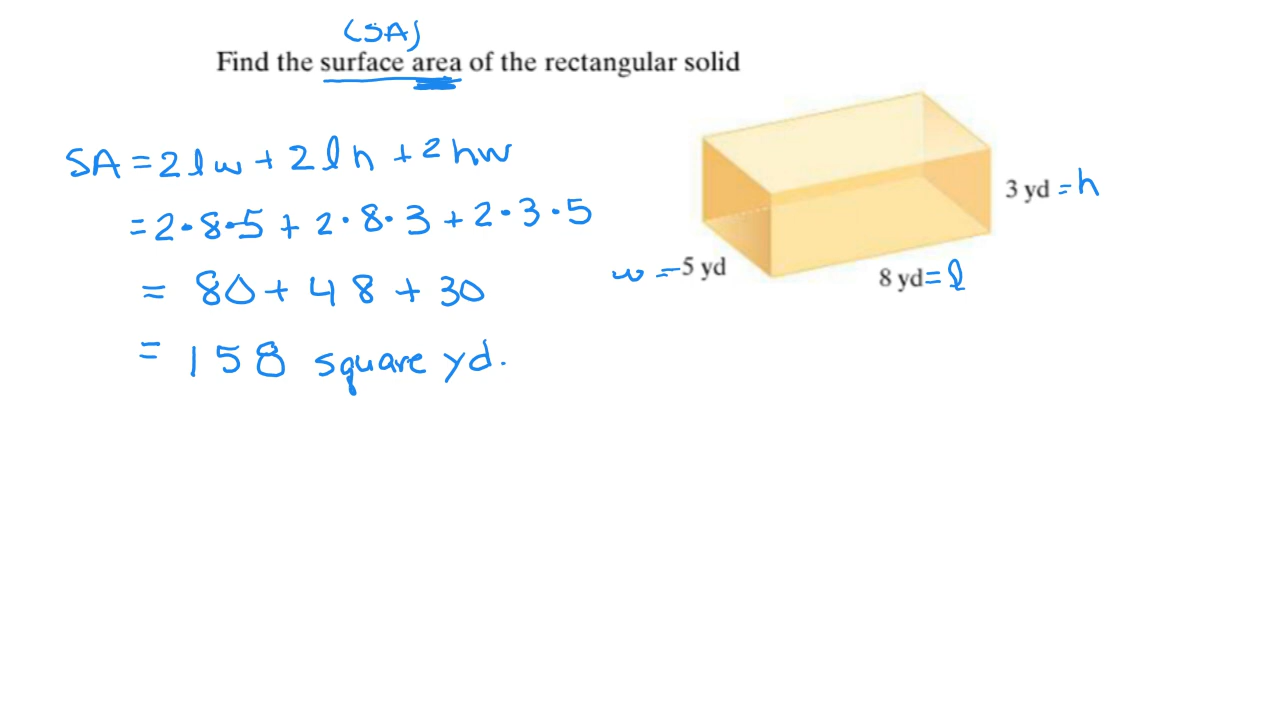 (SA)
Find the surface area of the rectangular solid
SA = 2lw + 2lh + 2hw
= 2·8·5 + 2·8·3 + 2·3·5
= 80 + 48 + 30
= 158 square yd.
3 yd = h
w = 5 yd
8 yd = l